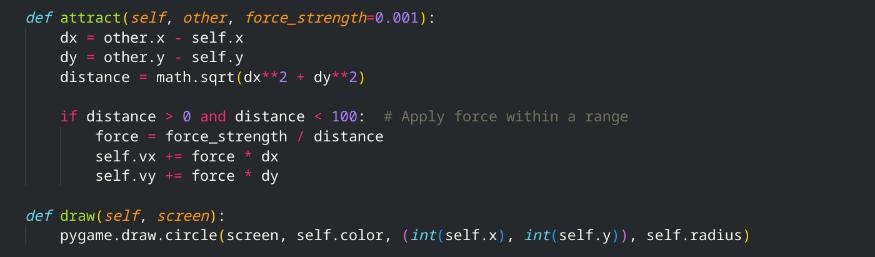 def attract(self, other, force_strength=0.001):
    dx = other.x - self.x
    dy = other.y - self.y
    distance = math.sqrt(dx**2 + dy**2)

    if distance > 0 and distance < 100:  # Apply force within a range
        force = force_strength / distance
        self.vx += force * dx
        self.vy += force * dy

def draw(self, screen):
    pygame.draw.circle(screen, self.color, (int(self.x), int(self.y)), self.radius)